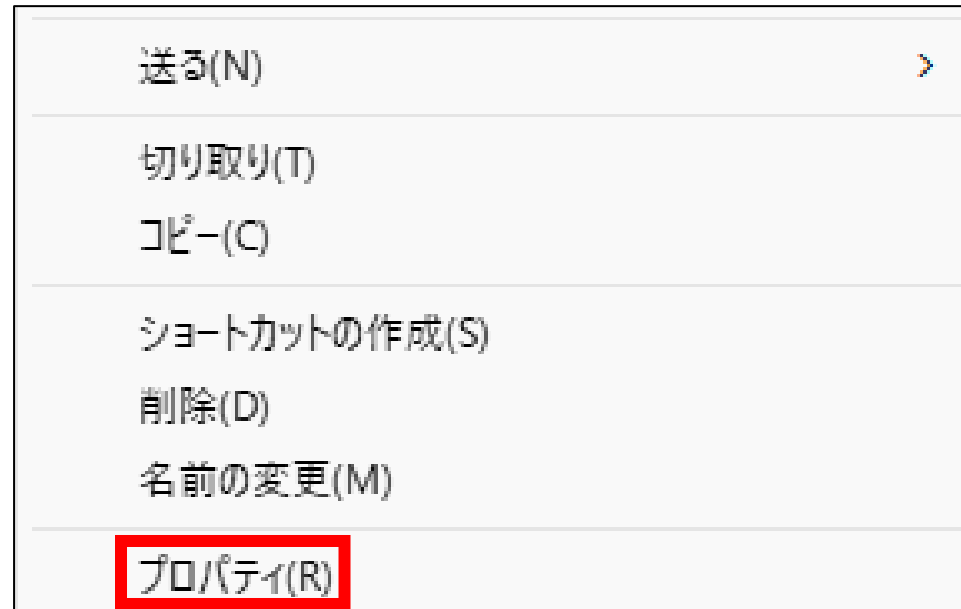 送る(N)
切り取り(T)
コピー(C)
ショートカットの作成(S)
削除(D)
名前の変更(M)
プロパティ(R)